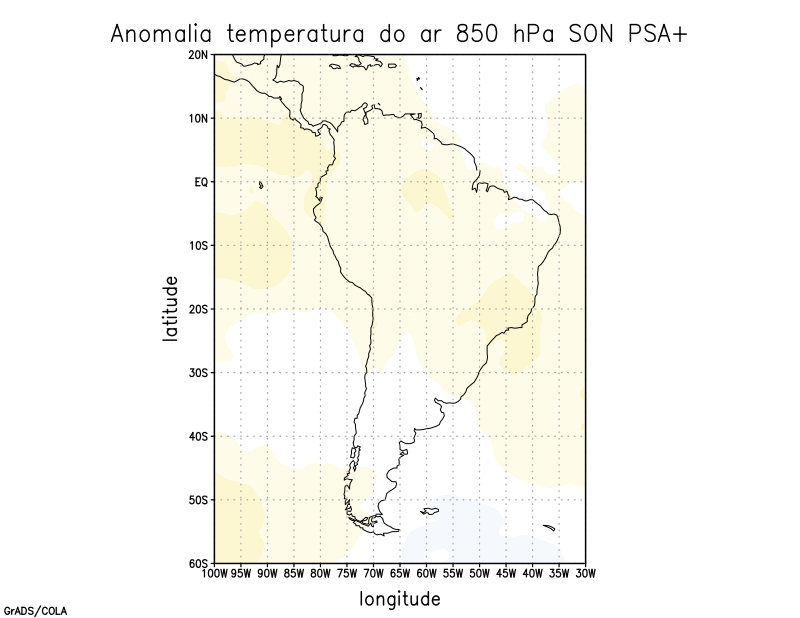 Anomalia temperatura do ar 850 hPa SON PSA+
20N
10N
EQ
10S
20S
30S
40S
50S
60S
latitude
100W 95W 90W 85W 80W 75W 70W 65W 60W 55W 50W 45W 40W 35W 30W
longitude
GrADS/COLA